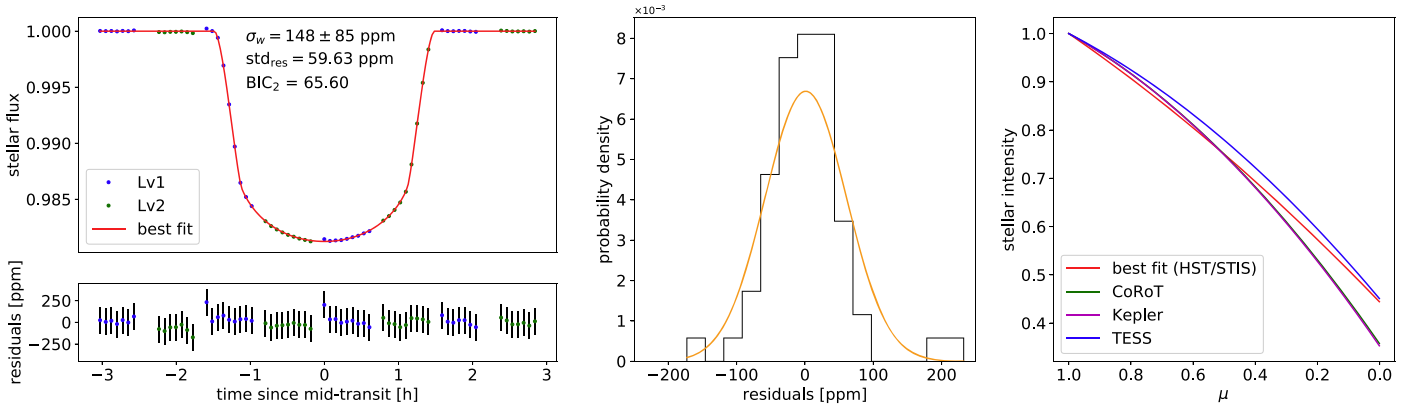 1.000
0.995
0.990
0.985
stellar flux
σw = 148 ± 85 ppm
stdres = 59.63 ppm
BIC2 = 65.60
Lv1
Lv2
best fit
250
0
−250
residuals [ppm]
−3 −2 −1 0 1 2 3
time since mid-transit [h]
×10−3
8
7
6
5
4
3
2
1
0
probability density
−200 −100 0 100 200
residuals [ppm]
1.0
0.9
0.8
0.7
0.6
0.5
0.4
stellar intensity
best fit (HST/STIS)
CoRoT
Kepler
TESS
1.0 0.8 0.6 0.4 0.2 0.0
μ